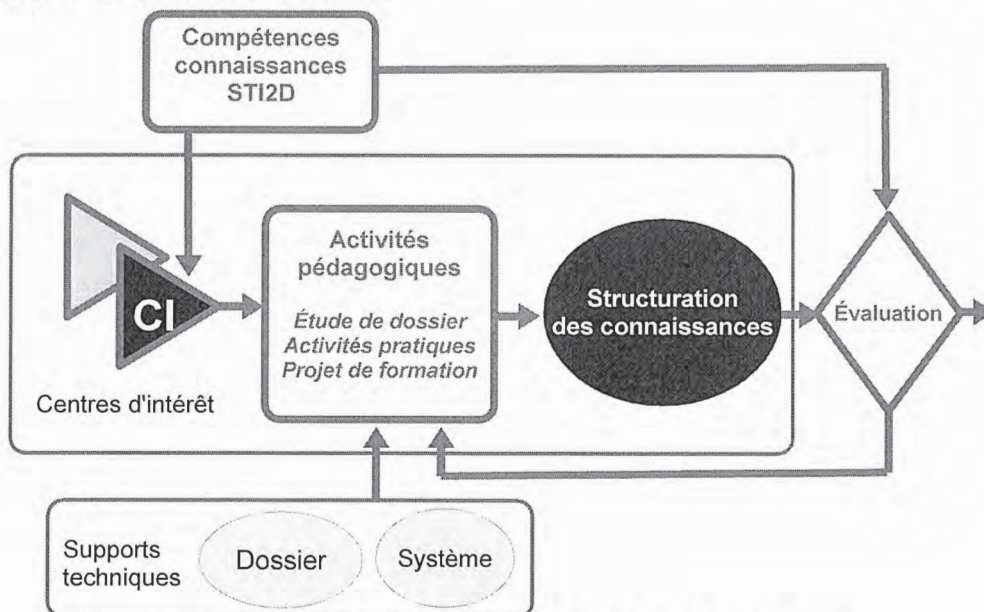 Compétences
connaissances
STI2D
CI
Centres d'intérêt
Activités
pédagogiques
Étude de dossier
Activités pratiques
Projet de formation
Structuration
des connaissances
Évaluation
Supports
techniques
Dossier
Système